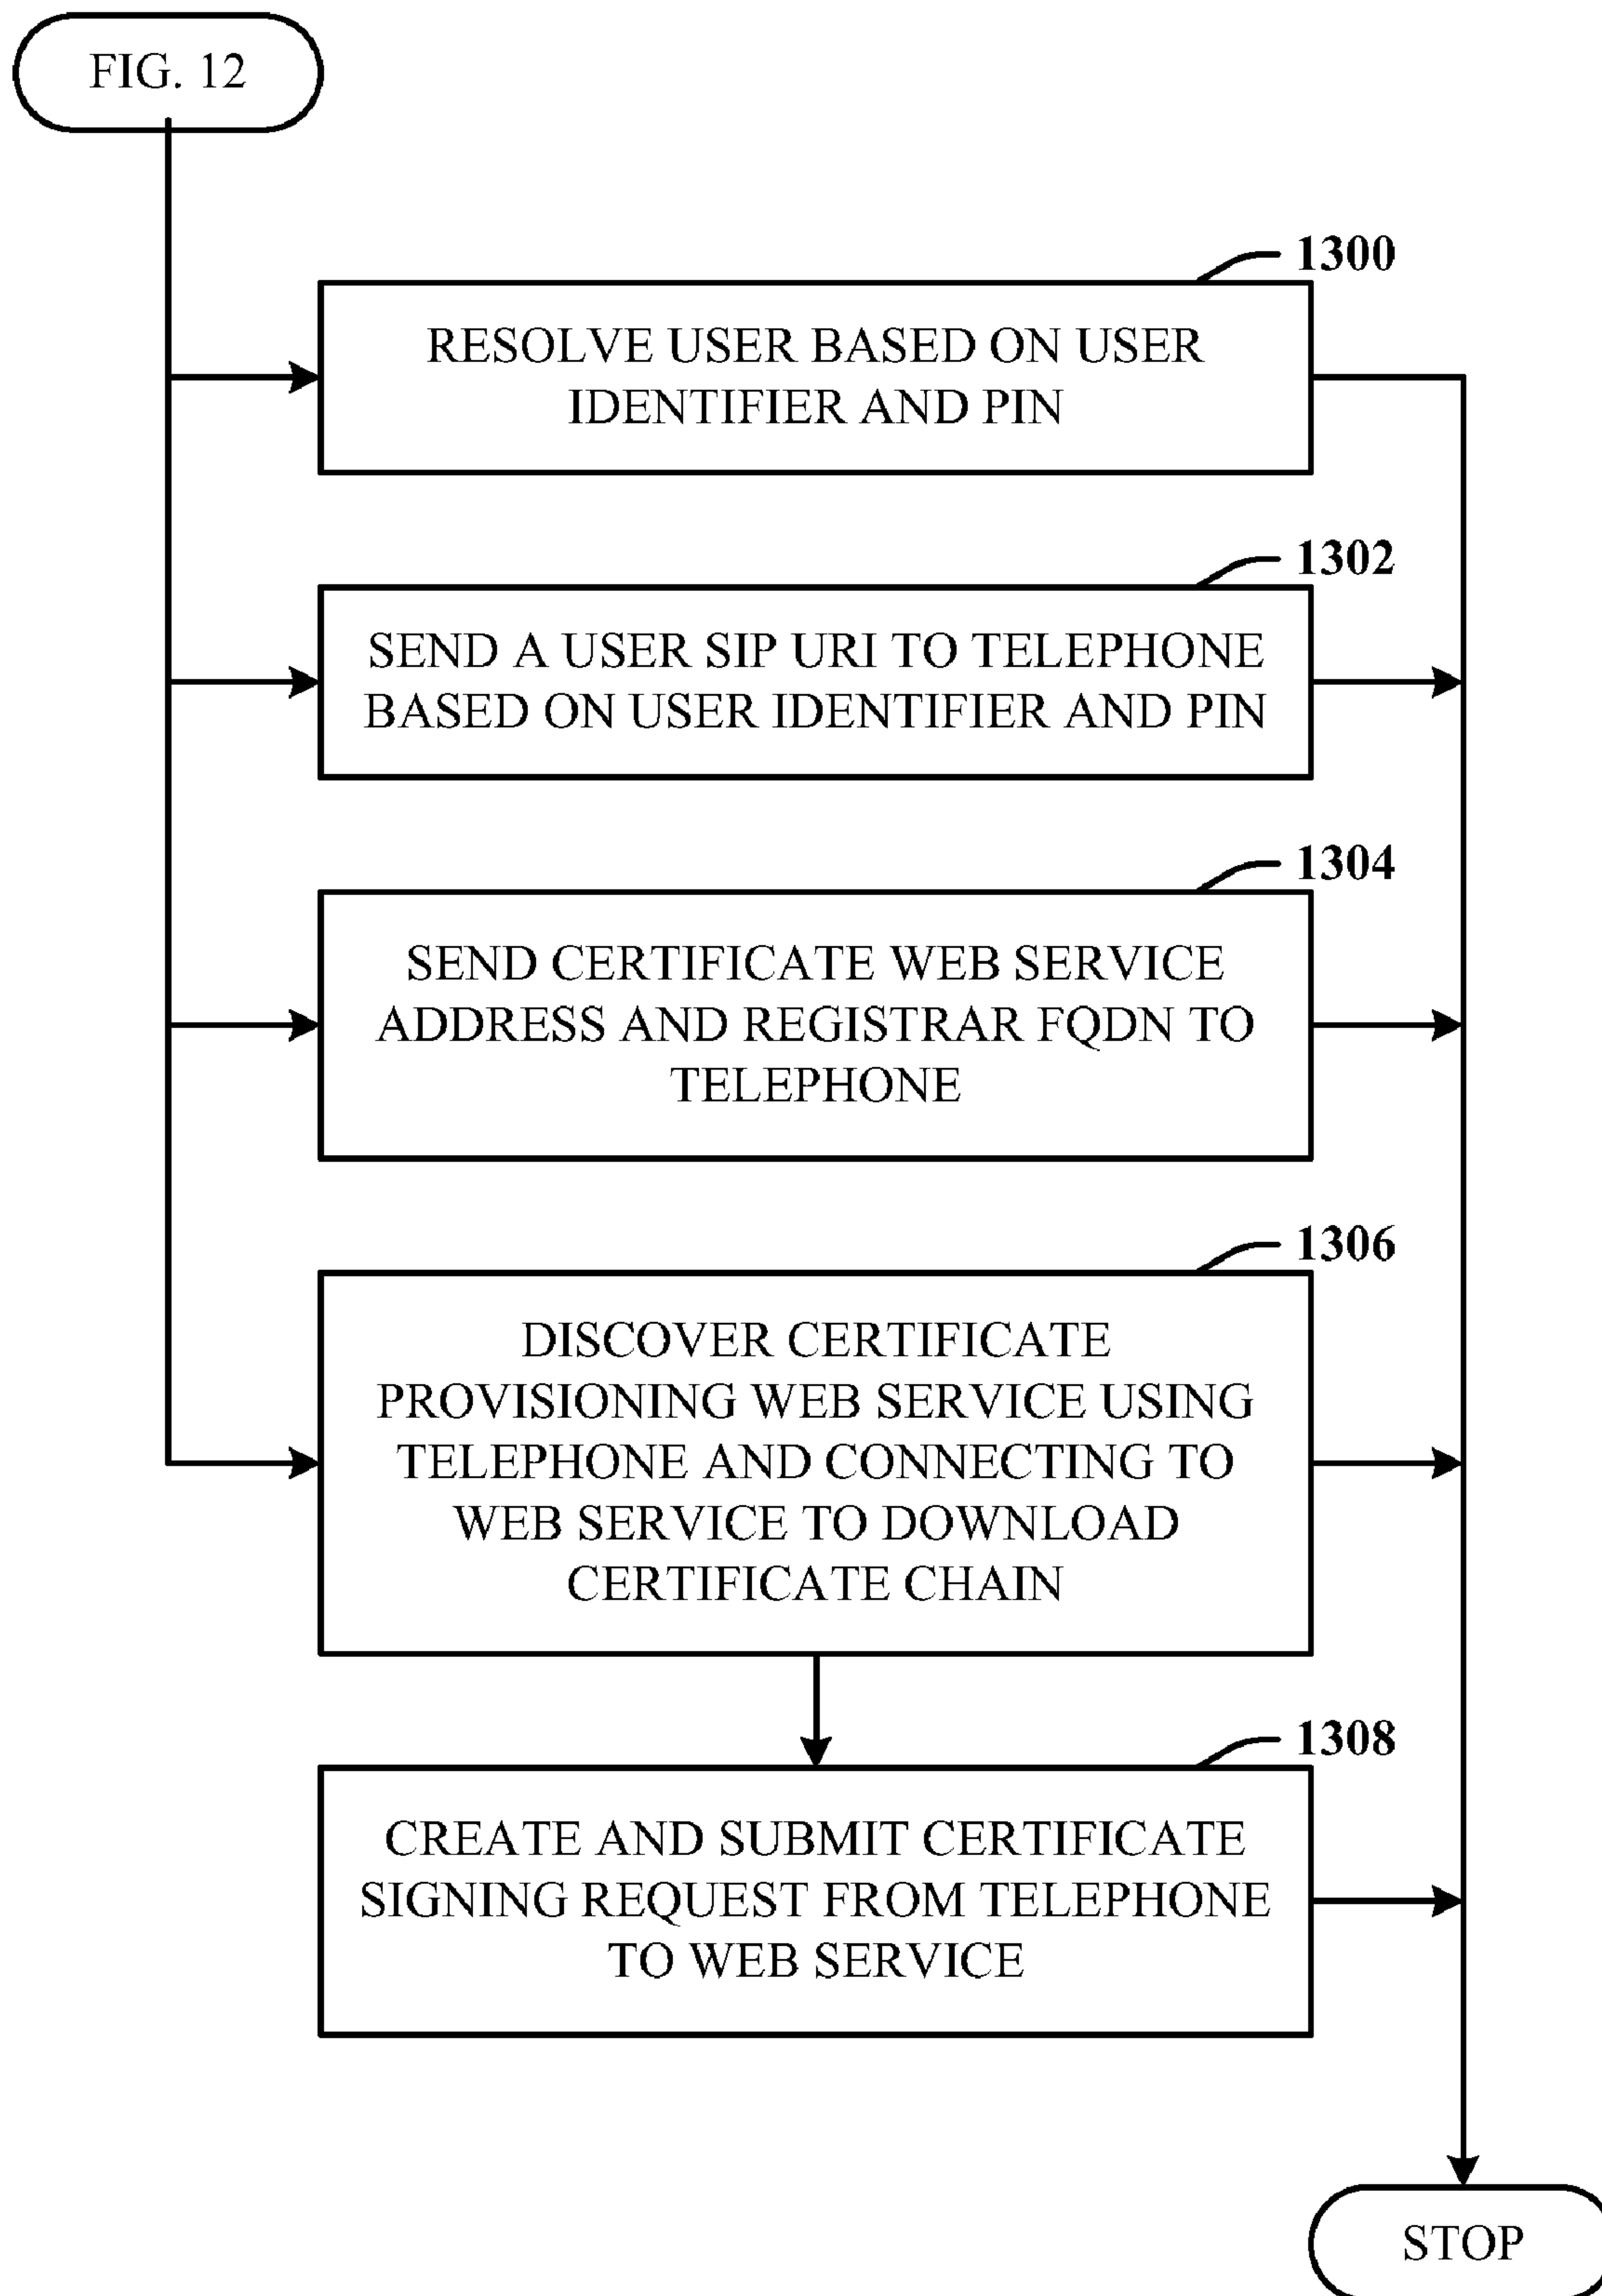 FIG. 12
1300
RESOLVE USER BASED ON USER
IDENTIFIER AND PIN
1302
SEND A USER SIP URI TO TELEPHONE
BASED ON USER IDENTIFIER AND PIN
1304
SEND CERTIFICATE WEB SERVICE
ADDRESS AND REGISTRAR FQDN TO
TELEPHONE
1306
DISCOVER CERTIFICATE
PROVISIONING WEB SERVICE USING
TELEPHONE AND CONNECTING TO
WEB SERVICE TO DOWNLOAD
CERTIFICATE CHAIN
1308
CREATE AND SUBMIT CERTIFICATE
SIGNING REQUEST FROM TELEPHONE
TO WEB SERVICE
STOP